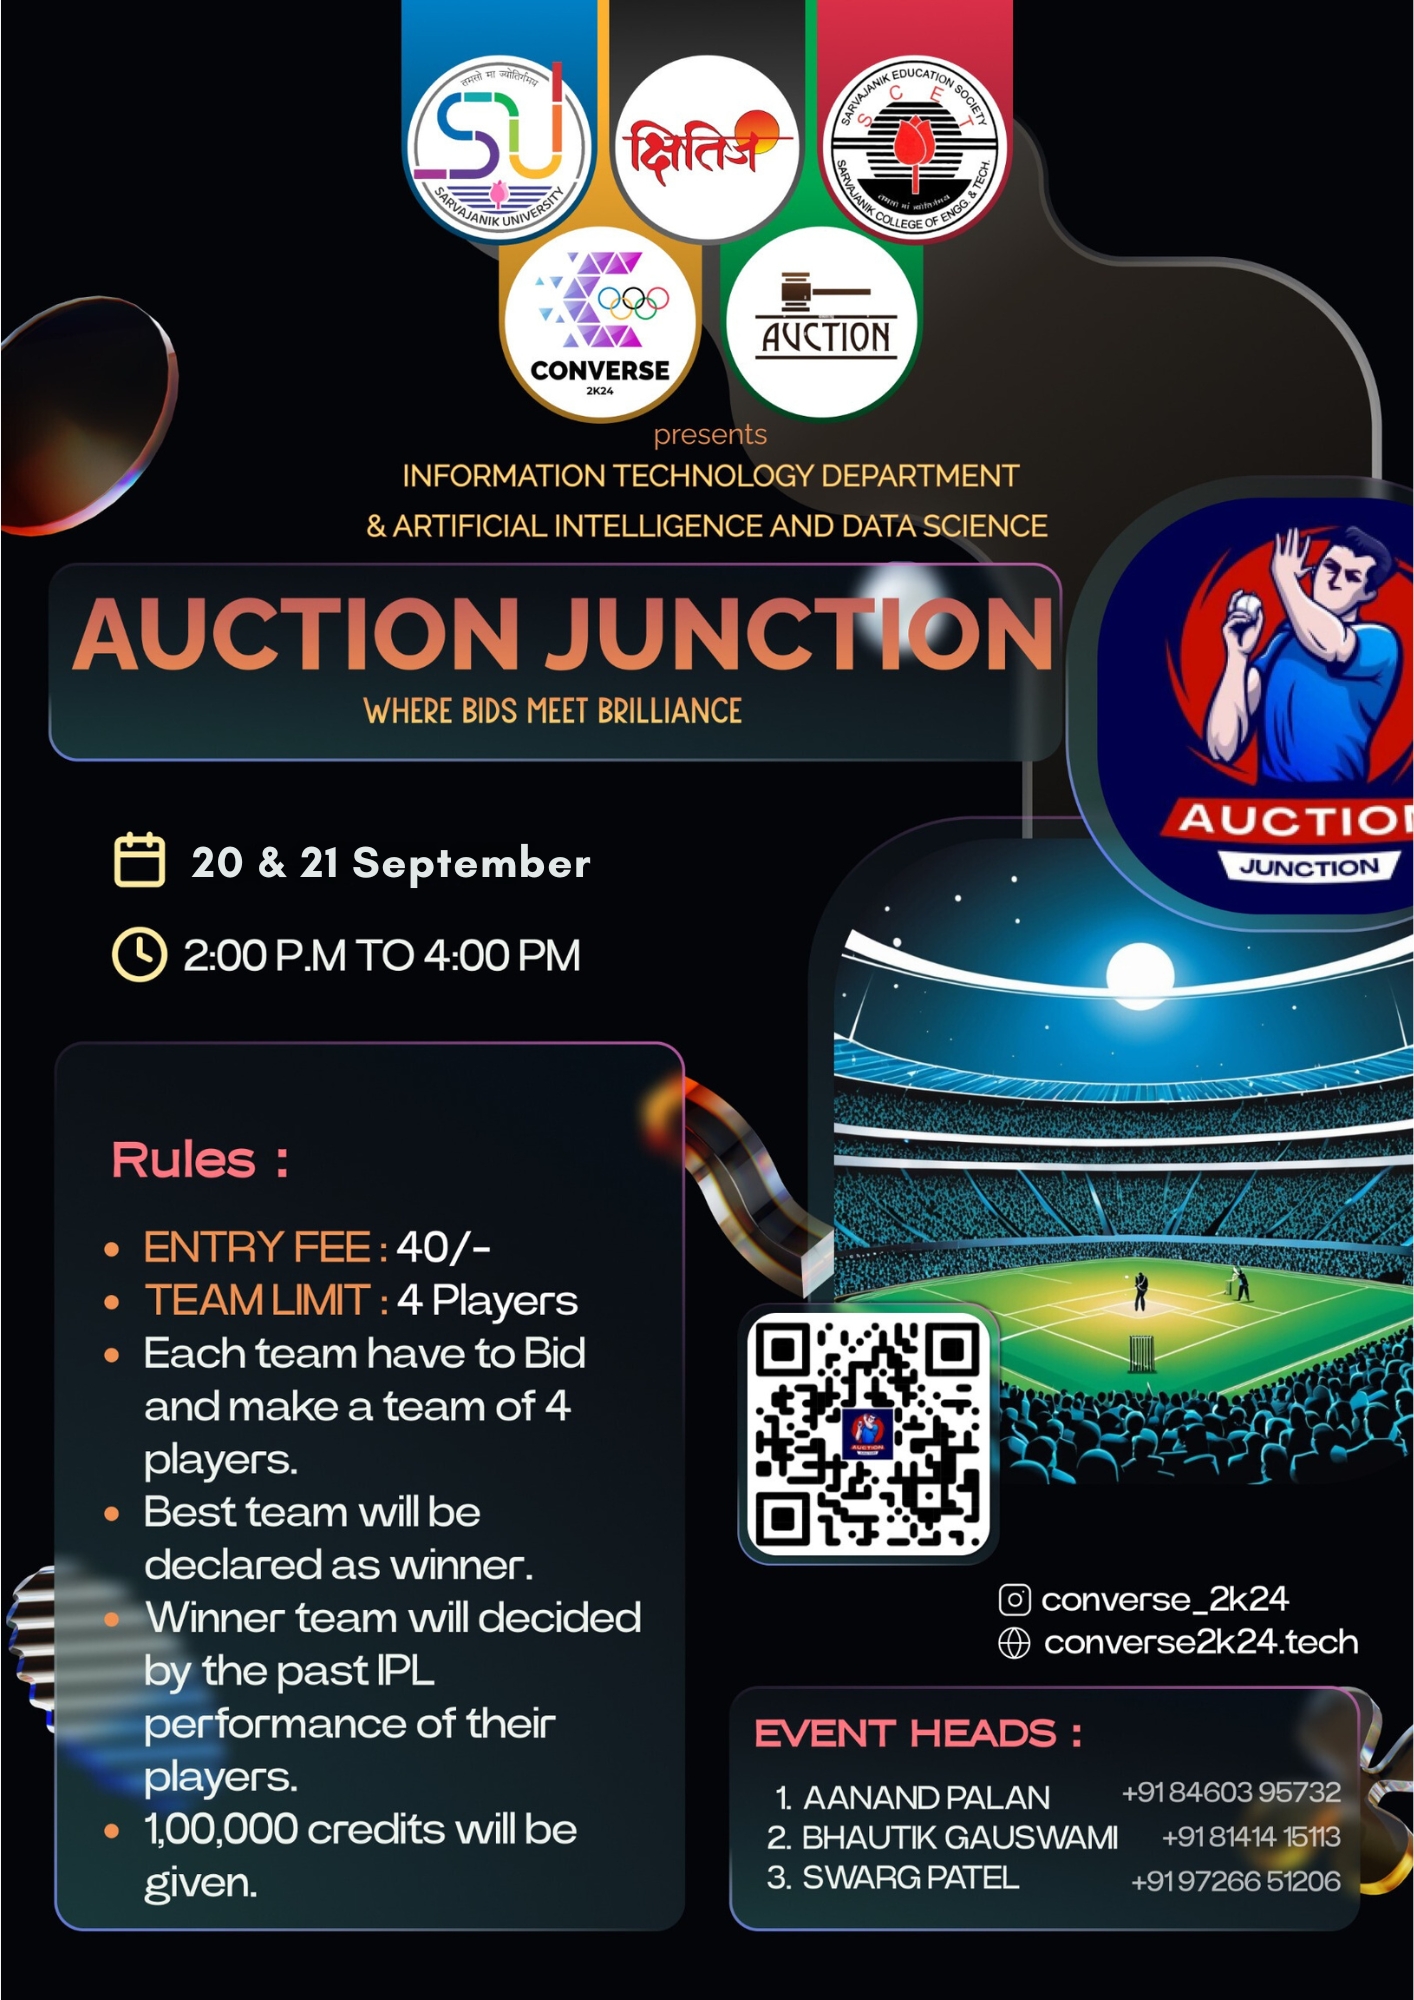 तमसो मा ज्योतिर्गमय
SU
SARVAJANIK UNIVERSITY
क्षितिज
SARVAJANIK EDUCATION SOCIETY
S C E T
SARVAJANIK COLLEGE OF ENGG. & TECH.
CONVERSE
2K24
AUCTION
presents
INFORMATION TECHNOLOGY DEPARTMENT
& ARTIFICIAL INTELLIGENCE AND DATA SCIENCE
AUCTION JUNCTION
WHERE BIDS MEET BRILLIANCE
AUCTIO
JUNCTION
20 & 21 September
2:00 P.M TO 4:00 PM
Rules :
• ENTRY FEE : 40/-
• TEAM LIMIT : 4 Players
• Each team have to Bid
and make a team of 4
players.
• Best team will be
declared as winner.
• Winner team will decided
by the past IPL
performance of their
players.
• 1,00,000 credits will be
given.
AUCTION
converse_2k24
converse2k24.tech
EVENT HEADS :
1. AANAND PALAN +91 84603 95732
2. BHAUTIK GAUSWAMI +91 81414 15113
3. SWARG PATEL +91 97266 51206